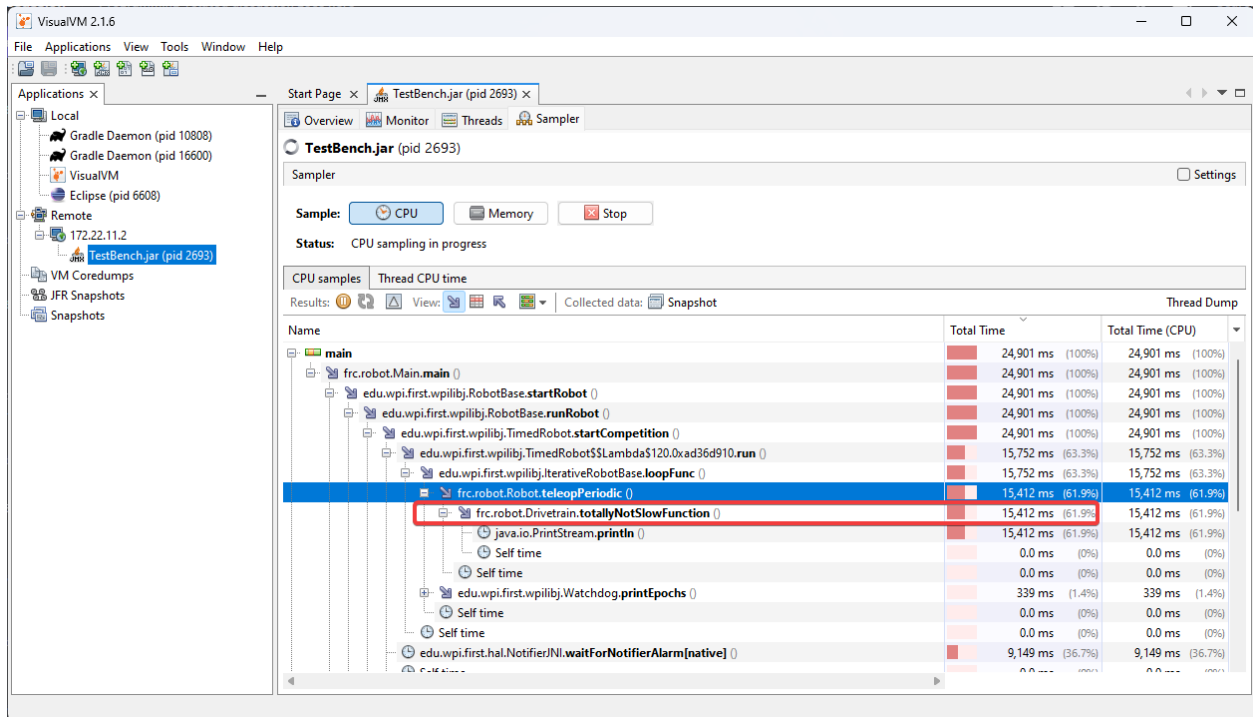 VisualVM 2.1.6
File Applications View Tools Window Help
Applications
Start Page
TestBench.jar (pid 2693)
Local
Overview Monitor Threads Sampler
Gradle Daemon (pid 10808)
TestBench.jar (pid 2693)
Gradle Daemon (pid 16600)
VisualVM
Sampler Settings
Eclipse (pid 6608)
Remote
Sample: CPU Memory Stop
172.22.11.2
Status: CPU sampling in progress
TestBench.jar (pid 2693)
VM Coredumps
CPU samples Thread CPU time
JFR Snapshots
Results: View: Collected data: Snapshot Thread Dump
Snapshots
Name Total Time Total Time (CPU)
main 24,901 ms (100%) 24,901 ms (100%)
frc.robot.Main.main () 24,901 ms (100%) 24,901 ms (100%)
edu.wpi.first.wpilibj.RobotBase.startRobot () 24,901 ms (100%) 24,901 ms (100%)
edu.wpi.first.wpilibj.RobotBase.runRobot () 24,901 ms (100%) 24,901 ms (100%)
edu.wpi.first.wpilibj.TimedRobot.startCompetition () 24,901 ms (100%) 24,901 ms (100%)
edu.wpi.first.wpilibj.TimedRobot$$Lambda$120.0xad36d910.run () 15,752 ms (63.3%) 15,752 ms (63.3%)
edu.wpi.first.wpilibj.IterativeRobotBase.loopFunc () 15,752 ms (63.3%) 15,752 ms (63.3%)
frc.robot.Robot.teleopPeriodic () 15,412 ms (61.9%) 15,412 ms (61.9%)
frc.robot.Drivetrain.totallyNotSlowFunction () 15,412 ms (61.9%) 15,412 ms (61.9%)
java.io.PrintStream.println () 15,412 ms (61.9%) 15,412 ms (61.9%)
Self time 0.0 ms (0%) 0.0 ms (0%)
Self time 0.0 ms (0%) 0.0 ms (0%)
edu.wpi.first.wpilibj.Watchdog.printEpochs () 339 ms (1.4%) 339 ms (1.4%)
Self time 0.0 ms (0%) 0.0 ms (0%)
Self time 0.0 ms (0%) 0.0 ms (0%)
edu.wpi.first.hal.NotifierJNI.waitForNotifierAlarm[native] () 9,149 ms (36.7%) 9,149 ms (36.7%)